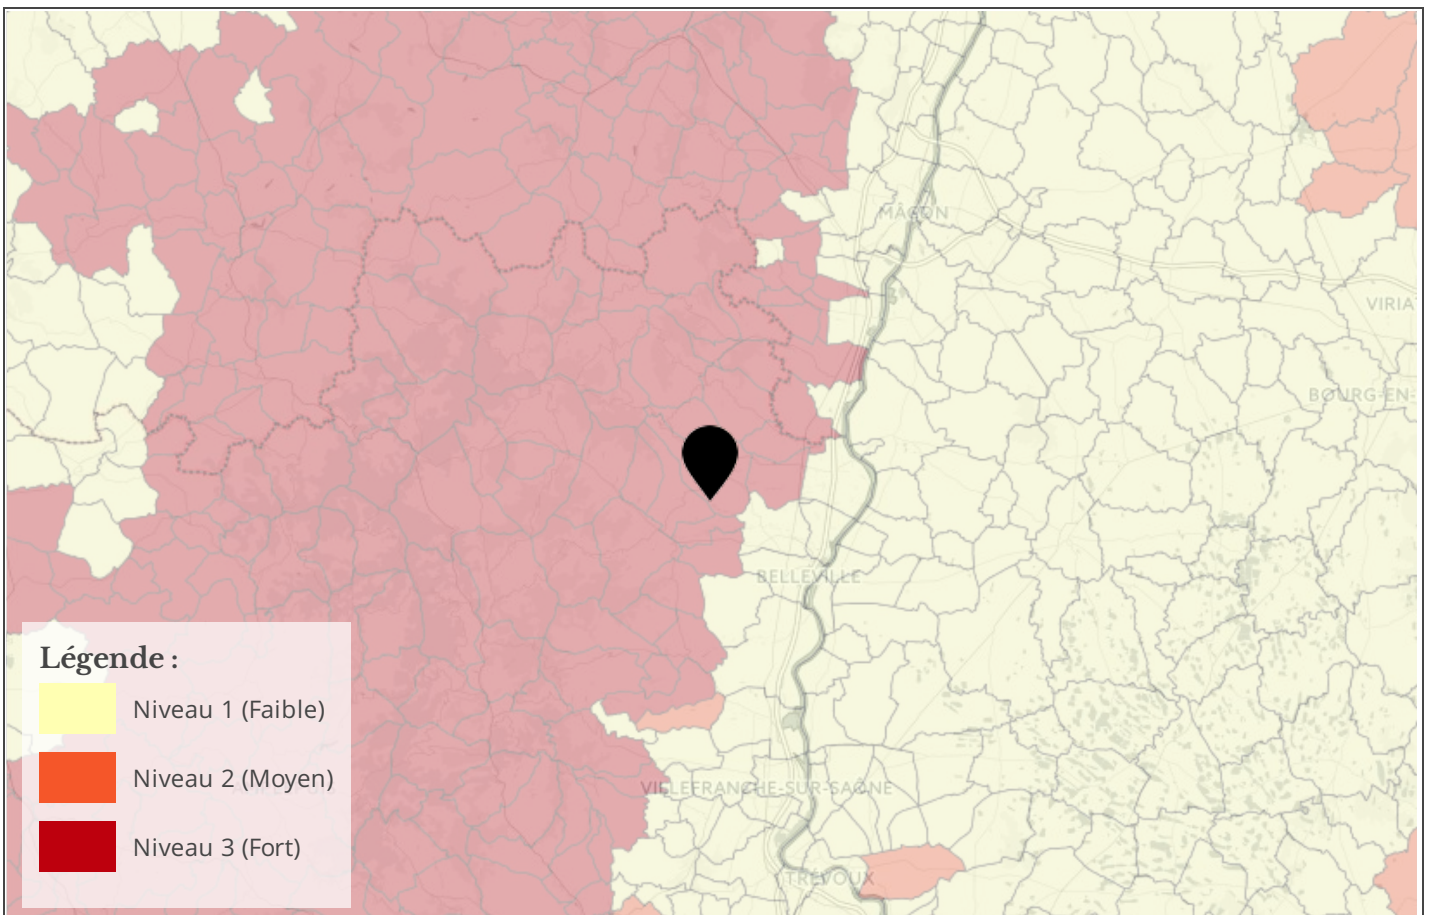 MÂCON
VIRIA
BOURG-EN-
BELLEVILLE
Légende :
Niveau 1 (Faible)
Niveau 2 (Moyen)
VILLEFRANCHE-SUR-SAÔNE
Niveau 3 (Fort)
TRÉVOUX